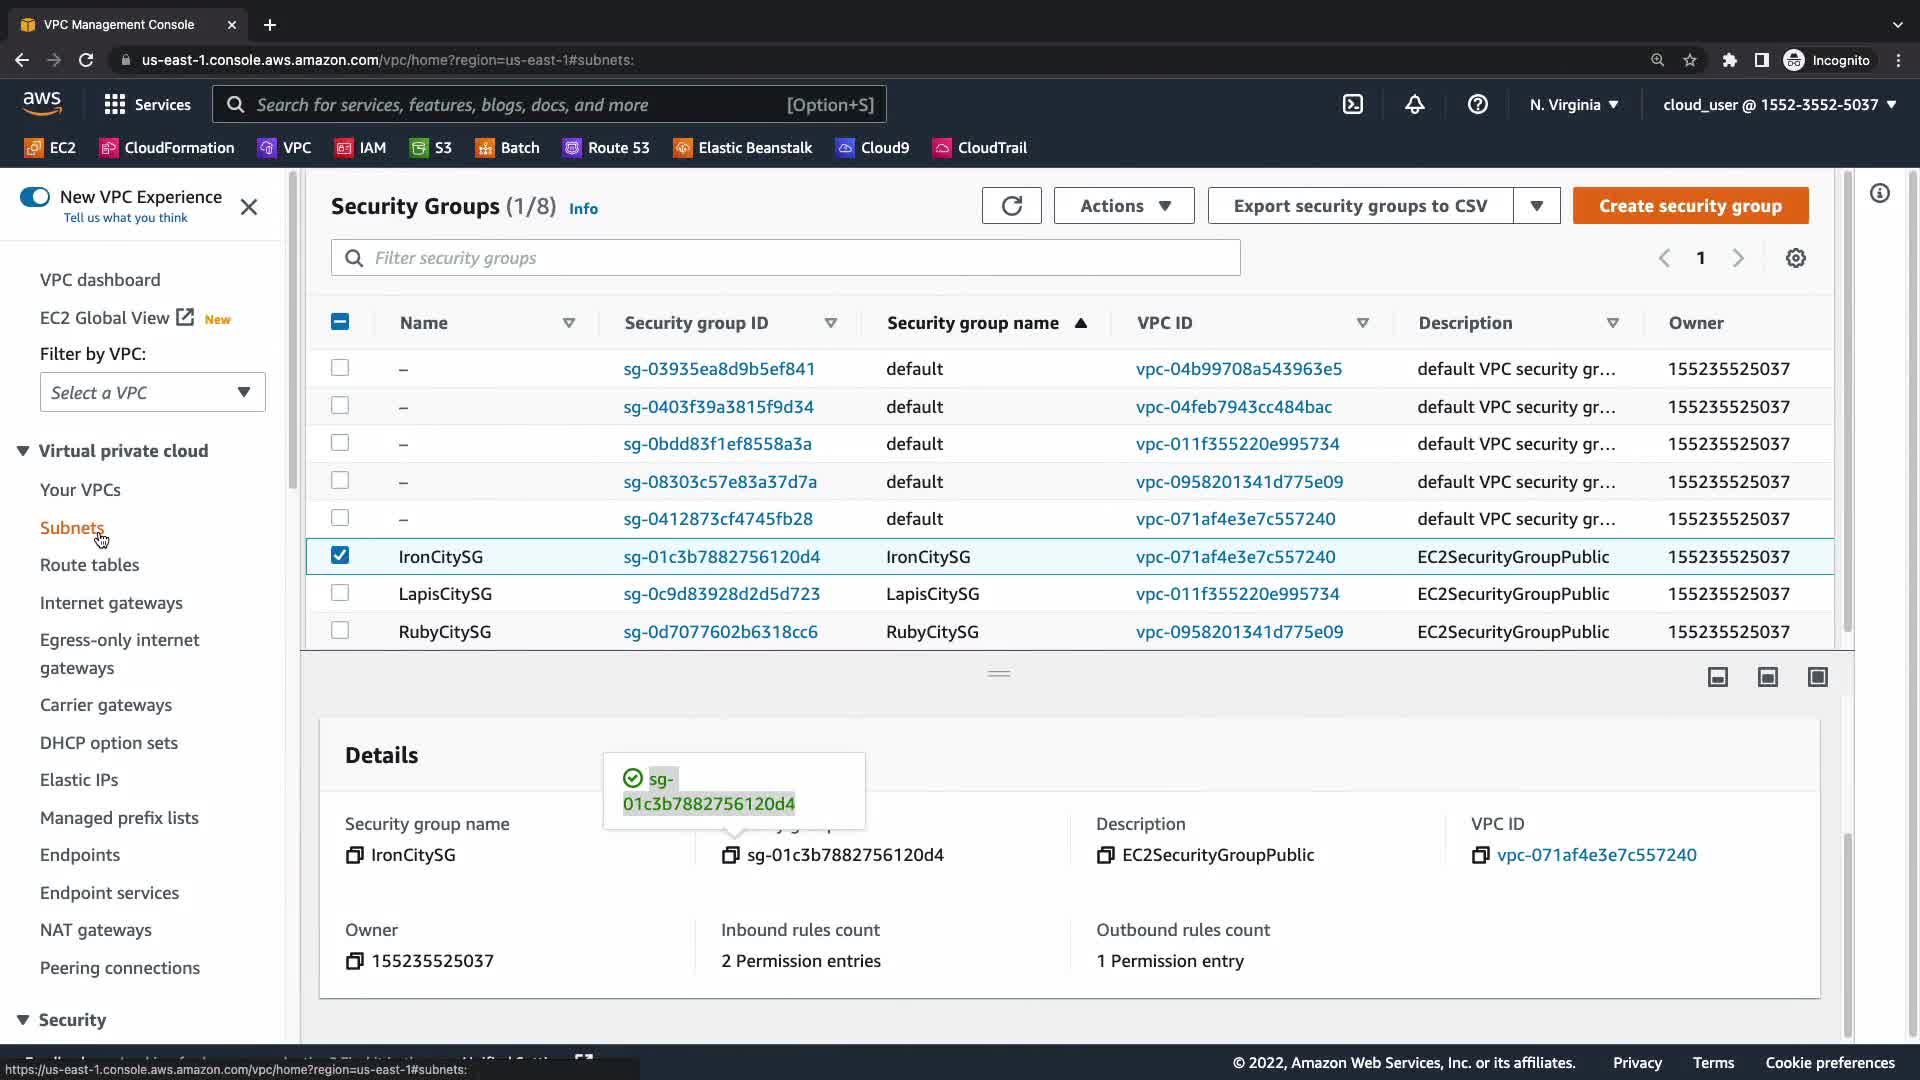 VPC Management Console
us-east-1.console.aws.amazon.com/vpc/home?region=us-east-1#subnets:
Incognito
aws
Services
Search for services, features, blogs, docs, and more
[Option+S]
N. Virginia
cloud_user @ 1552-3552-5037
EC2
CloudFormation
VPC
IAM
S3
Batch
Route 53
Elastic Beanstalk
Cloud9
CloudTrail
New VPC Experience
Tell us what you think
VPC dashboard
EC2 Global View
New
Filter by VPC:
Select a VPC
Virtual private cloud
Your VPCs
Subnets
Route tables
Internet gateways
Egress-only internet
gateways
Carrier gateways
DHCP option sets
Elastic IPs
Managed prefix lists
Endpoints
Endpoint services
NAT gateways
Peering connections
Security
Security Groups (1/8) Info
Actions
Export security groups to CSV
Create security group
Filter security groups
1
Name Security group ID Security group name VPC ID Description Owner
– sg-03935ea8d9b5ef841 default vpc-04b99708a543963e5 default VPC security gr... 155235525037
– sg-0403f39a3815f9d34 default vpc-04feb7943cc484bac default VPC security gr... 155235525037
– sg-0bdd83f1ef8558a3a default vpc-011f355220e995734 default VPC security gr... 155235525037
– sg-08303c57e83a37d7a default vpc-0958201341d775e09 default VPC security gr... 155235525037
– sg-0412873cf4745fb28 default vpc-071af4e3e7c557240 default VPC security gr... 155235525037
IronCitySG sg-01c3b7882756120d4 IronCitySG vpc-071af4e3e7c557240 EC2SecurityGroupPublic 155235525037
LapisCitySG sg-0c9d83928d2d5d723 LapisCitySG vpc-011f355220e995734 EC2SecurityGroupPublic 155235525037
RubyCitySG sg-0d7077602b6318cc6 RubyCitySG vpc-0958201341d775e09 EC2SecurityGroupPublic 155235525037
Details
sg-
01c3b7882756120d4
Security group name
IronCitySG
sg-01c3b7882756120d4
Description
EC2SecurityGroupPublic
VPC ID
vpc-071af4e3e7c557240
Owner
155235525037
Inbound rules count
2 Permission entries
Outbound rules count
1 Permission entry
https://us-east-1.console.aws.amazon.com/vpc/home?region=us-east-1#subnets:
© 2022, Amazon Web Services, Inc. or its affiliates.
Privacy
Terms
Cookie preferences